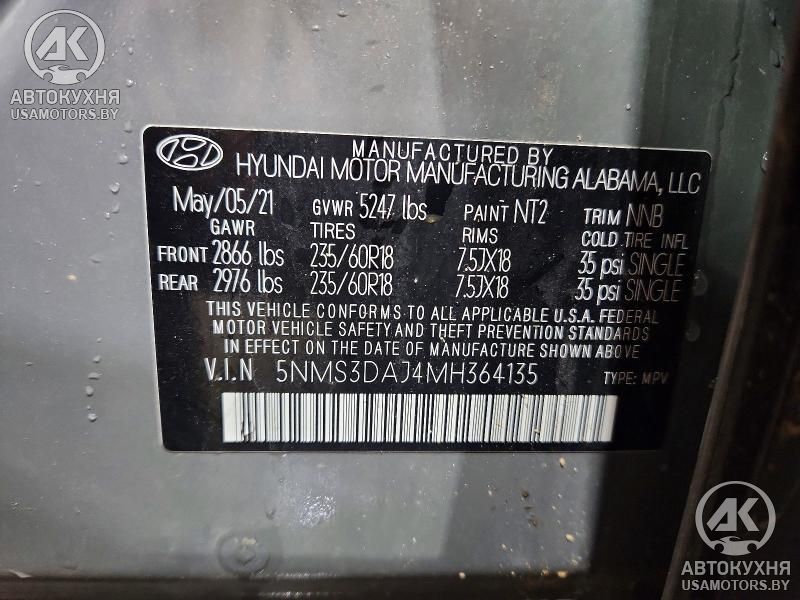 АК
АВТОКУХНЯ
USAMOTORS.BY
MANUFACTURED BY
HYUNDAI MOTOR MANUFACTURING ALABAMA, LLC
May/05/21 GVWR 5247 lbs PAINT NT2 TRIM NNB
GAWR TIRES RIMS COLD TIRE INFL
FRONT 2866 lbs 235/60R18 7.5JX18 35 psi SINGLE
REAR 2976 lbs 235/60R18 7.5JX18 35 psi SINGLE
THIS VEHICLE CONFORMS TO ALL APPLICABLE U.S.A. FEDERAL
MOTOR VEHICLE SAFETY AND THEFT PREVENTION STANDARDS
IN EFFECT ON THE DATE OF MANUFACTURE SHOWN ABOVE.
V.I.N 5NMS3DAJ4MH364135 TYPE: MPV
АК
АВТОКУХНЯ
USAMOTORS.BY